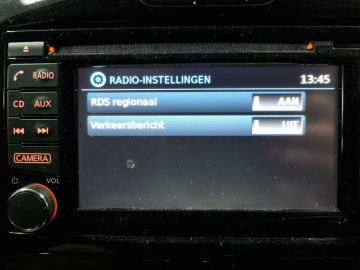 RADIO-INSTELLINGEN 13:45
RDS regionaal AAN
Verkeersbericht UIT
RADIO
CD AUX
CAMERA
VOL